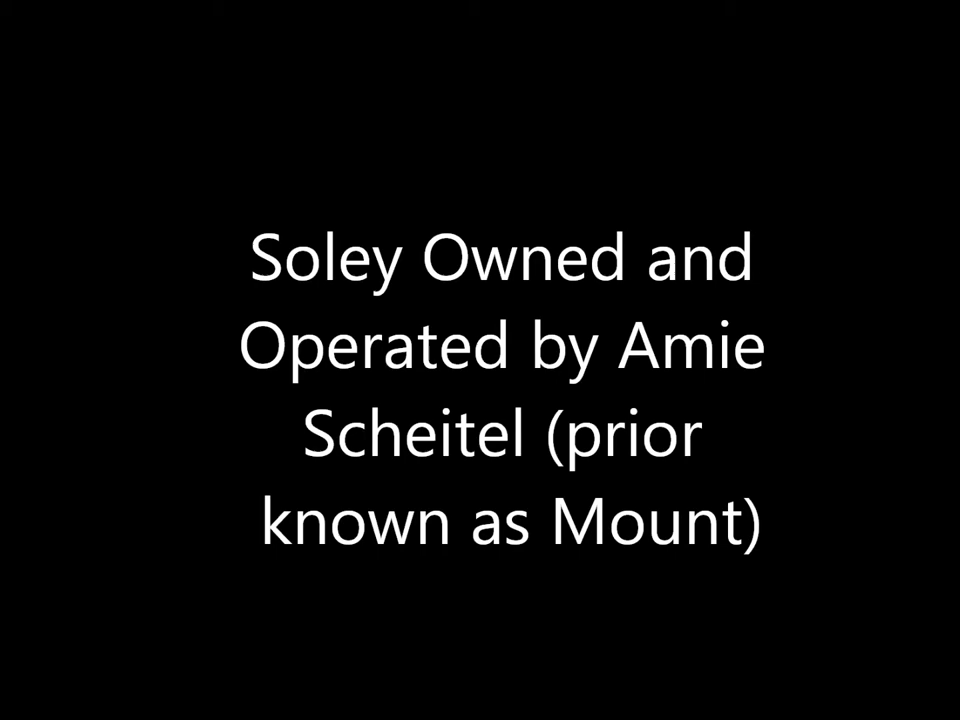 Soley Owned and
Operated by Amie
Scheitel (prior
known as Mount)